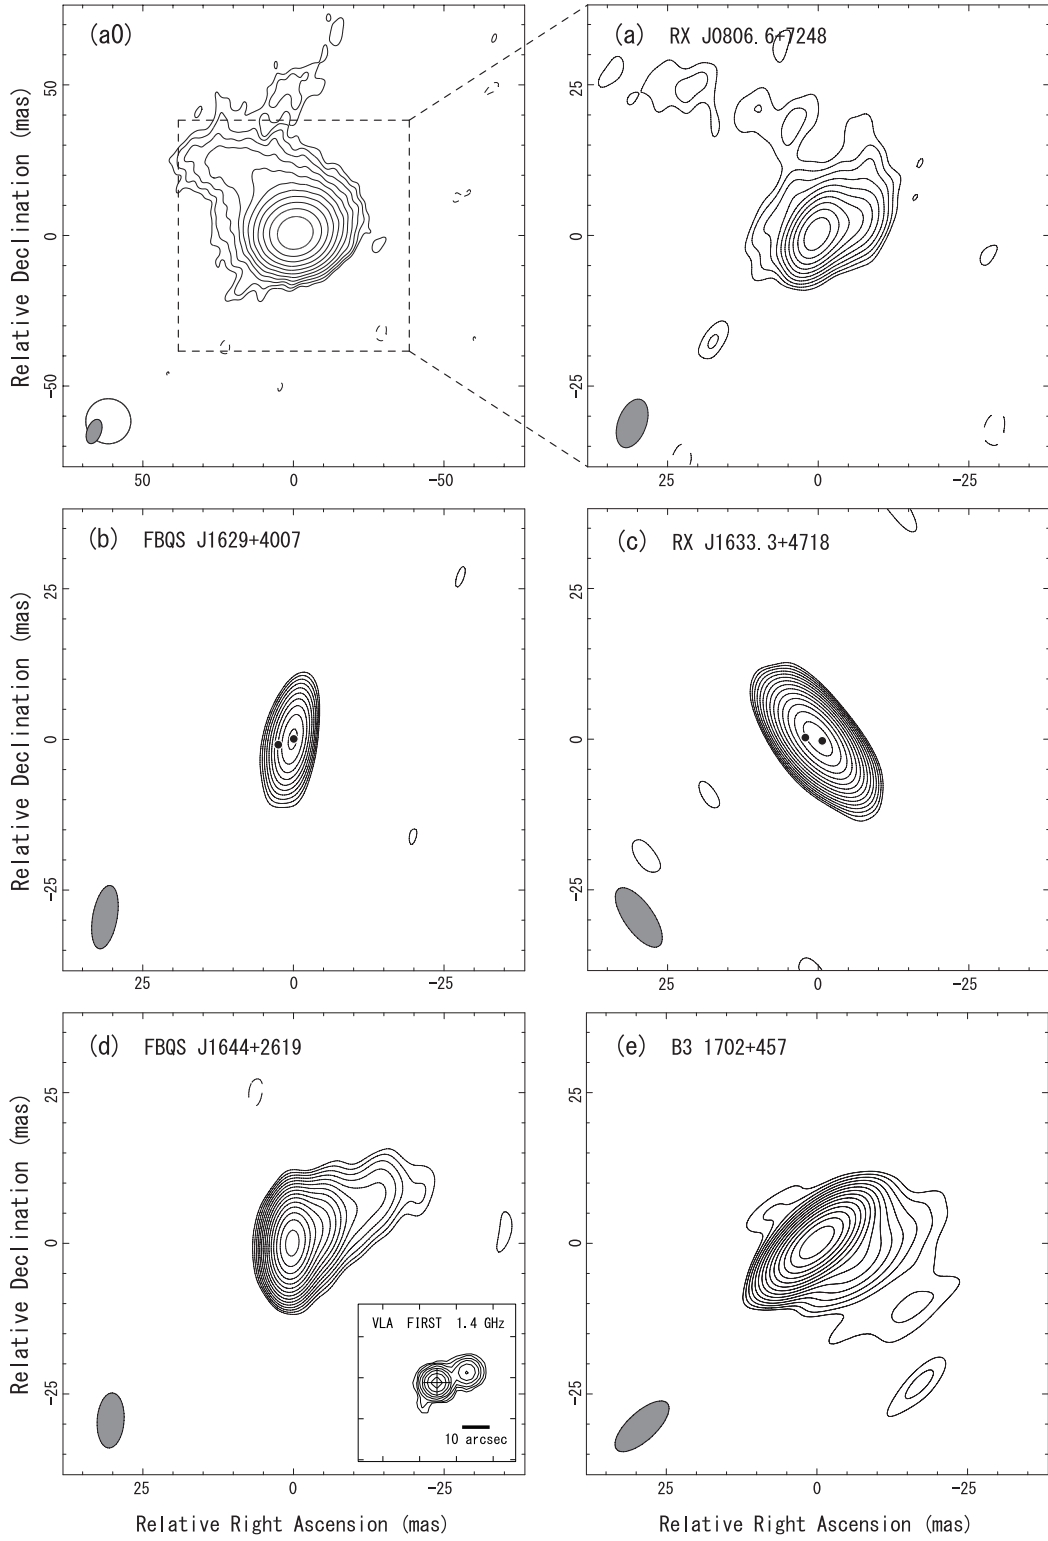 (a0)
(a) RX J0806.6+7248
Relative Declination (mas)
50
0
-50
25
0
-25
50 0 -50
25 0 -25
(b) FBQS J1629+4007
(c) RX J1633.3+4718
Relative Declination (mas)
25
0
-25
25
0
-25
25 0 -25
25 0 -25
(d) FBQS J1644+2619
(e) B3 1702+457
Relative Declination (mas)
25
0
-25
25
0
-25
VLA FIRST 1.4 GHz
10 arcsec
25 0 -25
25 0 -25
Relative Right Ascension (mas)
Relative Right Ascension (mas)